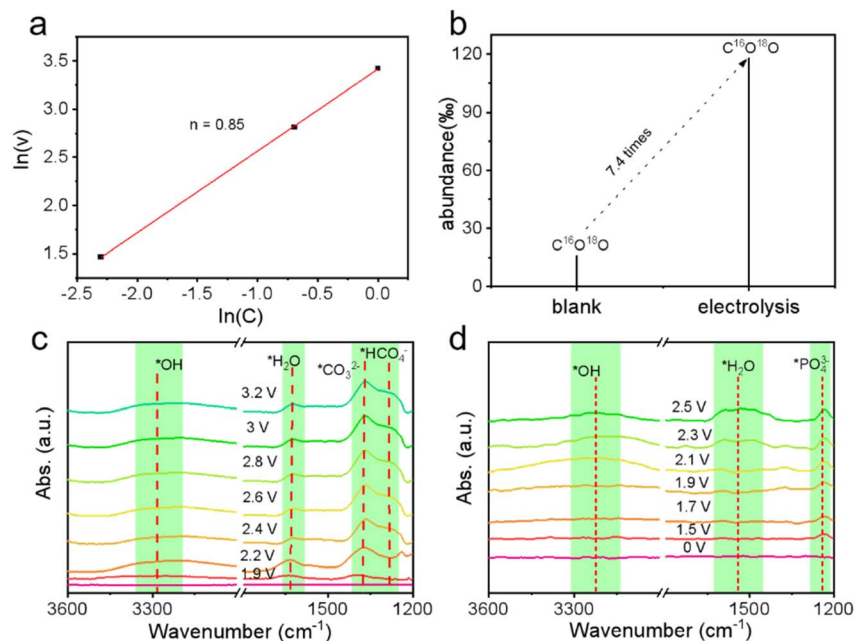 a
3.5
3.0
2.5
2.0
1.5
ln(v)
n = 0.85
-2.5 -2.0 -1.5 -1.0 -0.5 0.0
ln(C)
b
120
90
60
30
0
abundance(‰)
C¹⁶O¹⁸O
7.4 times
C¹⁶O¹⁸O
blank electrolysis
c
*OH
*H₂O
*CO₃²⁻
*HCO₄⁻
3.2 V
3 V
2.8 V
2.6 V
2.4 V
2.2 V
1.9 V
Abs. (a.u.)
3600 3300 1500 1200
Wavenumber (cm⁻¹)
d
*OH
*H₂O
*PO₄³⁻
2.5 V
2.3 V
2.1 V
1.9 V
1.7 V
1.5 V
0 V
Abs. (a.u.)
3600 3300 1500 1200
Wavenumber (cm⁻¹)